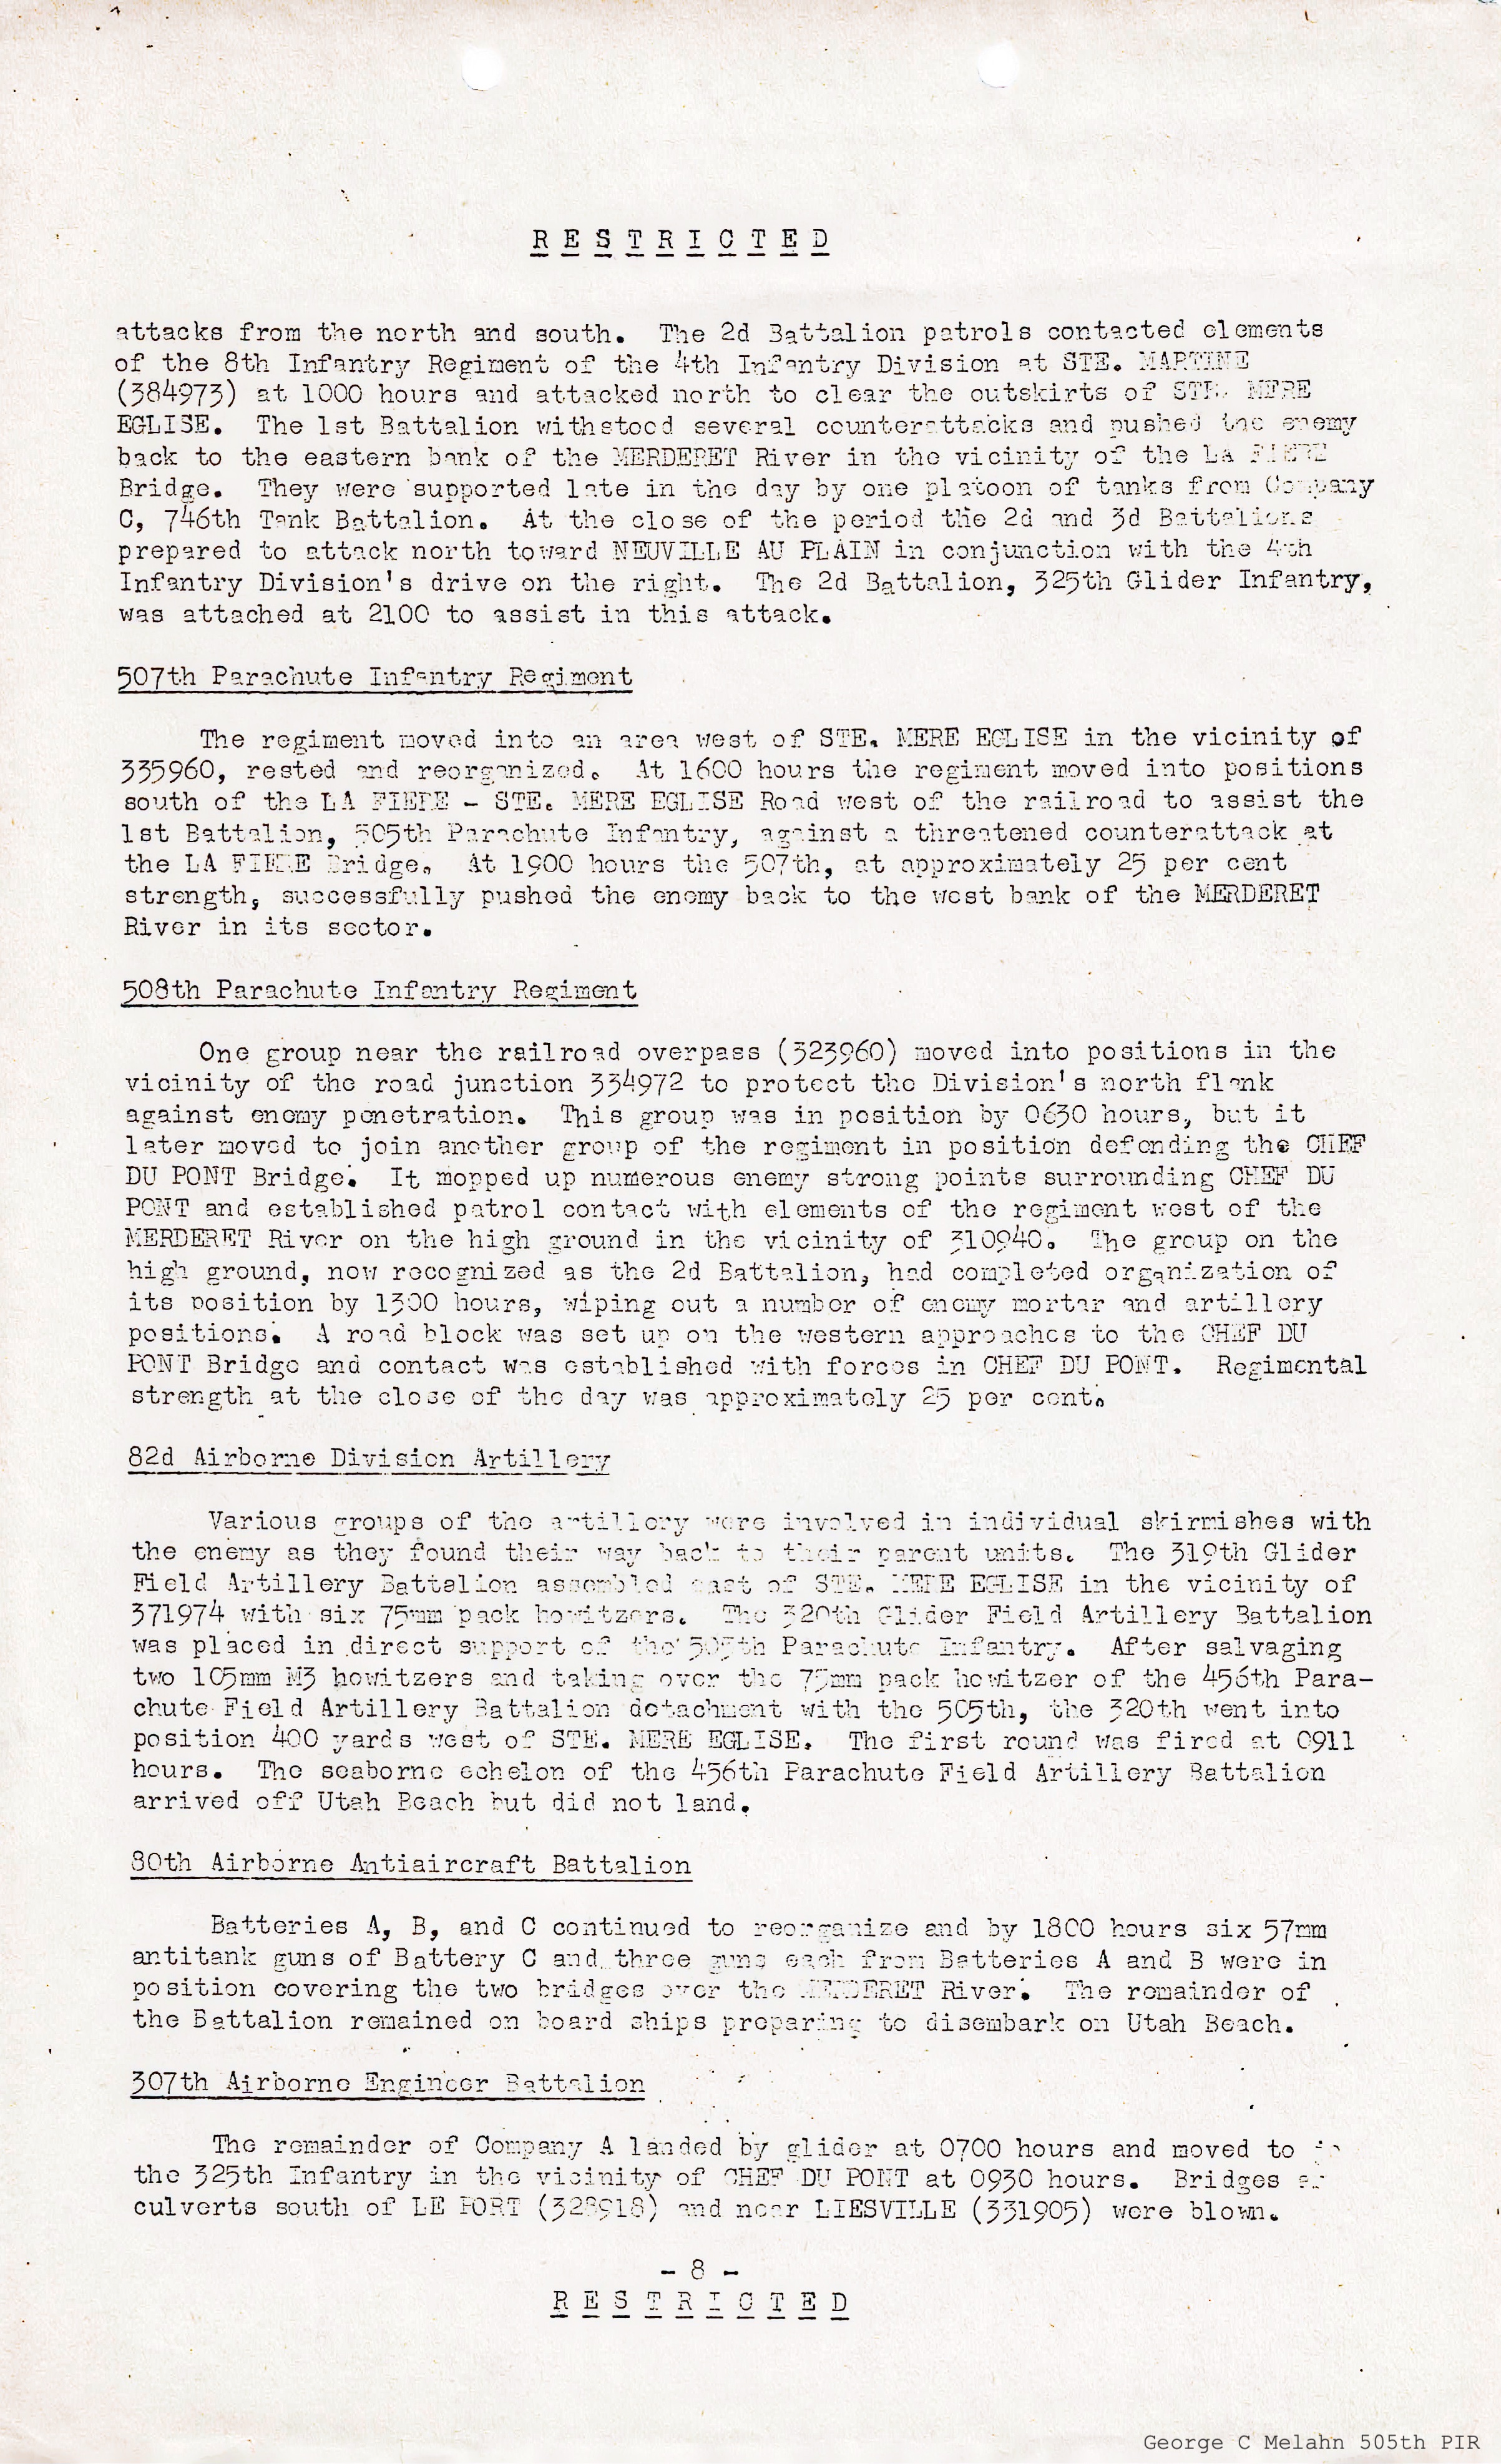 R E S T R I C T E D
attacks from the north and south. The 2d Battalion patrols contacted elements
of the 8th Infantry Regiment of the 4th Infantry Division at STE. MARTINE
(384973) at 1000 hours and attacked north to clear the outskirts of STE. MERE
EGLISE. The 1st Battalion withstood several counterattacks and pushed the enemy
back to the eastern bank of the MERDERET River in the vicinity of the LA FIERE
Bridge. They were supported late in the day by one platoon of tanks from Company
C, 746th Tank Battalion. At the close of the period the 2d and 3d Battalions
prepared to attack north toward NEUVILLE AU PLAIN in conjunction with the 4th
Infantry Division's drive on the right. The 2d Battalion, 325th Glider Infantry,
was attached at 2100 to assist in this attack.
507th Parachute Infantry Regiment
The regiment moved into an area west of STE. MERE EGLISE in the vicinity of
335960, rested and reorganized. At 1600 hours the regiment moved into positions
south of the LA FIERE - STE. MERE EGLISE Road west of the railroad to assist the
1st Battalion, 505th Parachute Infantry, against a threatened counterattack at
the LA FIERE Bridge. At 1900 hours the 507th, at approximately 25 per cent
strength, successfully pushed the enemy back to the west bank of the MERDERET
River in its sector.
508th Parachute Infantry Regiment
One group near the railroad overpass (323960) moved into positions in the
vicinity of the road junction 334972 to protect the Division's north flank
against enemy penetration. This group was in position by 0630 hours, but it
later moved to join another group of the regiment in position defending the CHEF
DU PONT Bridge. It mopped up numerous enemy strong points surrounding CHEF DU
PONT and established patrol contact with elements of the regiment west of the
MERDERET River on the high ground in the vicinity of 310940. The group on the
high ground, now recognized as the 2d Battalion, had completed organization of
its position by 1300 hours, wiping out a number of enemy mortar and artillery
positions. A road block was set up on the western approaches to the CHEF DU
PONT Bridge and contact was established with forces in CHEF DU PONT. Regimental
strength at the close of the day was approximately 25 per cent.
82d Airborne Division Artillery
Various groups of the artillery were involved in individual skirmishes with
the enemy as they found their way back to their parent units. The 319th Glider
Field Artillery Battalion assembled east of STE. MERE EGLISE in the vicinity of
371974 with six 75mm pack howitzers. The 320th Glider Field Artillery Battalion
was placed in direct support of the 505th Parachute Infantry. After salvaging
two 105mm M3 howitzers and taking over the 75mm pack howitzer of the 456th Para-
chute Field Artillery Battalion detachment with the 505th, the 320th went into
position 400 yards west of STE. MERE EGLISE. The first round was fired at 0911
hours. The seaborne echelon of the 456th Parachute Field Artillery Battalion
arrived off Utah Beach but did not land.
80th Airborne Antiaircraft Battalion
Batteries A, B, and C continued to reorganize and by 1800 hours six 57mm
antitank guns of Battery C and three guns each from Batteries A and B were in
position covering the two bridges over the MERDERET River. The remainder of
the Battalion remained on board ships preparing to disembark on Utah Beach.
307th Airborne Engineer Battalion
The remainder of Company A landed by glider at 0700 hours and moved to
the 325th Infantry in the vicinity of CHEF DU PONT at 0930 hours. Bridges
culverts south of LE PORT (328918) and near LIESVILLE (331905) were blown.
- 8 -
R E S T R I C T E D
George C Melahn 505th PIR